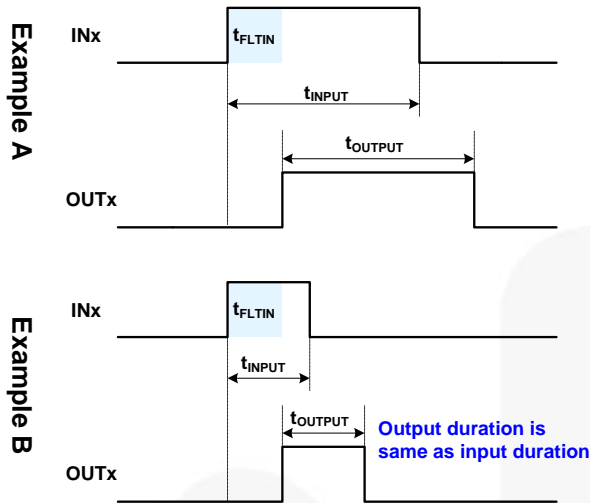 Example A
INx
tFLTIN
tINPUT
tOUTPUT
OUTx
Example B
INx
tFLTIN
tINPUT
tOUTPUT
Output duration is
same as input duration
OUTx